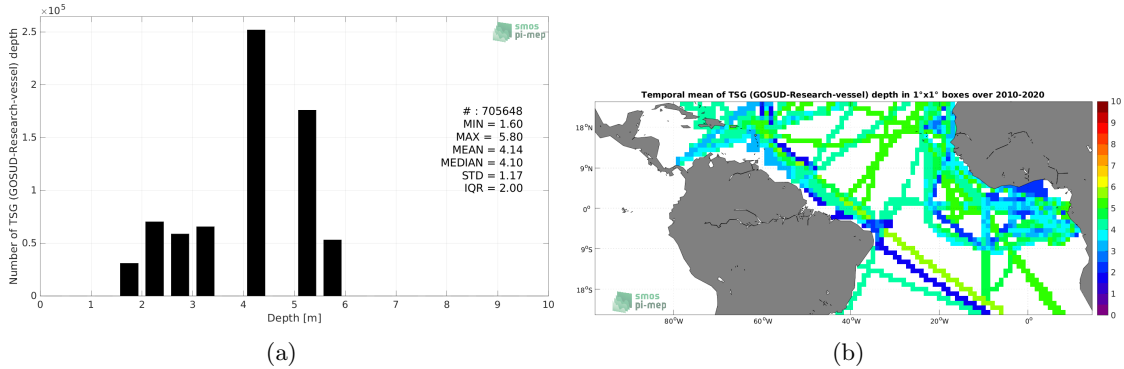 ×10⁵
2.5
2
1.5
1
0.5
0
Number of TSG (GOSUD-Research-vessel) depth
smos
pi-mep
# : 705648
MIN = 1.60
MAX = 5.80
MEAN = 4.14
MEDIAN = 4.10
STD = 1.17
IQR = 2.00
0 1 2 3 4 5 6 7 8 9 10
Depth [m]
(a)
Temporal mean of TSG (GOSUD-Research-vessel) depth in 1°x1° boxes over 2010-2020
18°N
9°N
0°
9°S
18°S
smos
pi-mep
80°W 60°W 40°W 20°W 0°
10
9
8
7
6
5
4
3
2
1
0
(b)